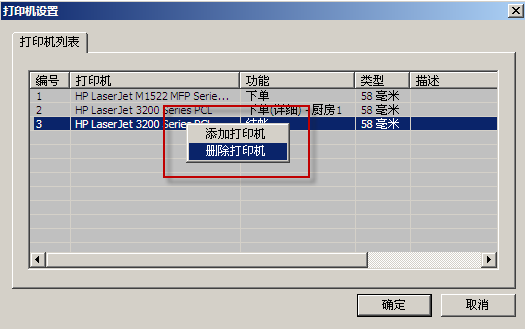 打印机设置
打印机列表
编号 打印机 功能 类型 描述
1 HP LaserJet M1522 MFP Serie... 下单 58 毫米
2 HP LaserJet 3200 Series PCL 下单(详细) - 厨房1 58 毫米
3 HP LaserJet 3200 Series PCL 结帐 58 毫米
添加打印机
删除打印机
确定 取消